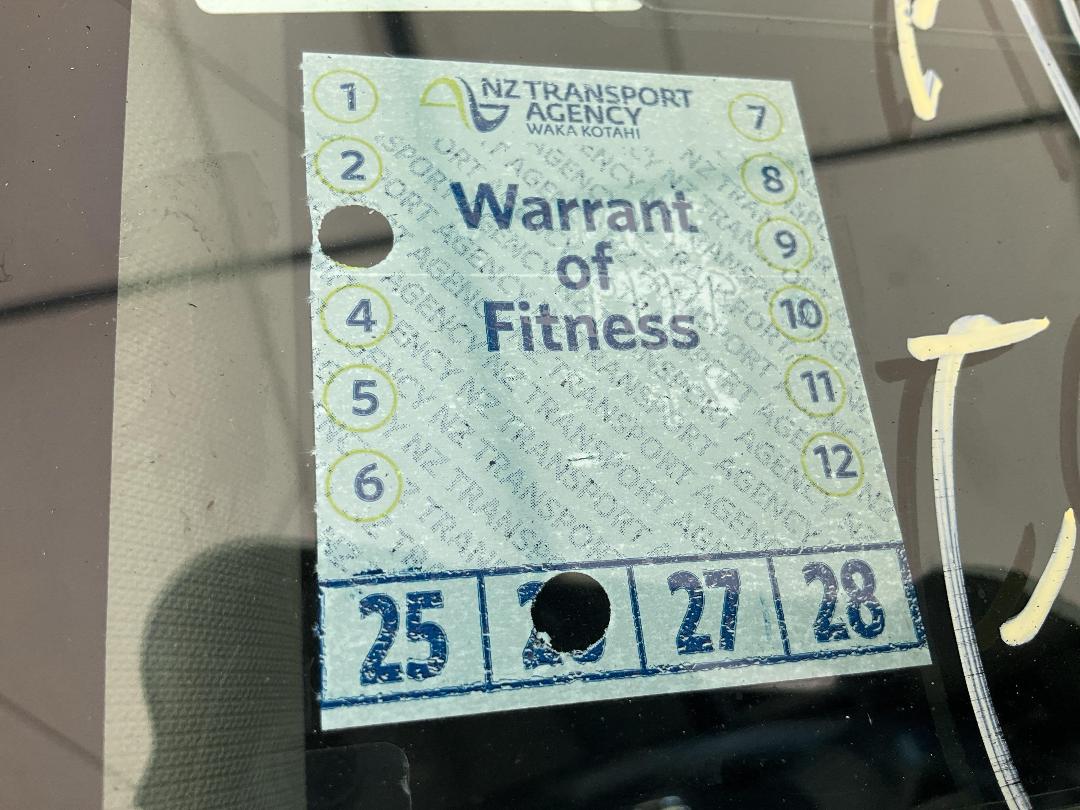 NZ TRANSPORT
AGENCY
WAKA KOTAHI
Warrant
of
Fitness
1
2
4
5
6
7
8
9
10
11
12
25
27
28